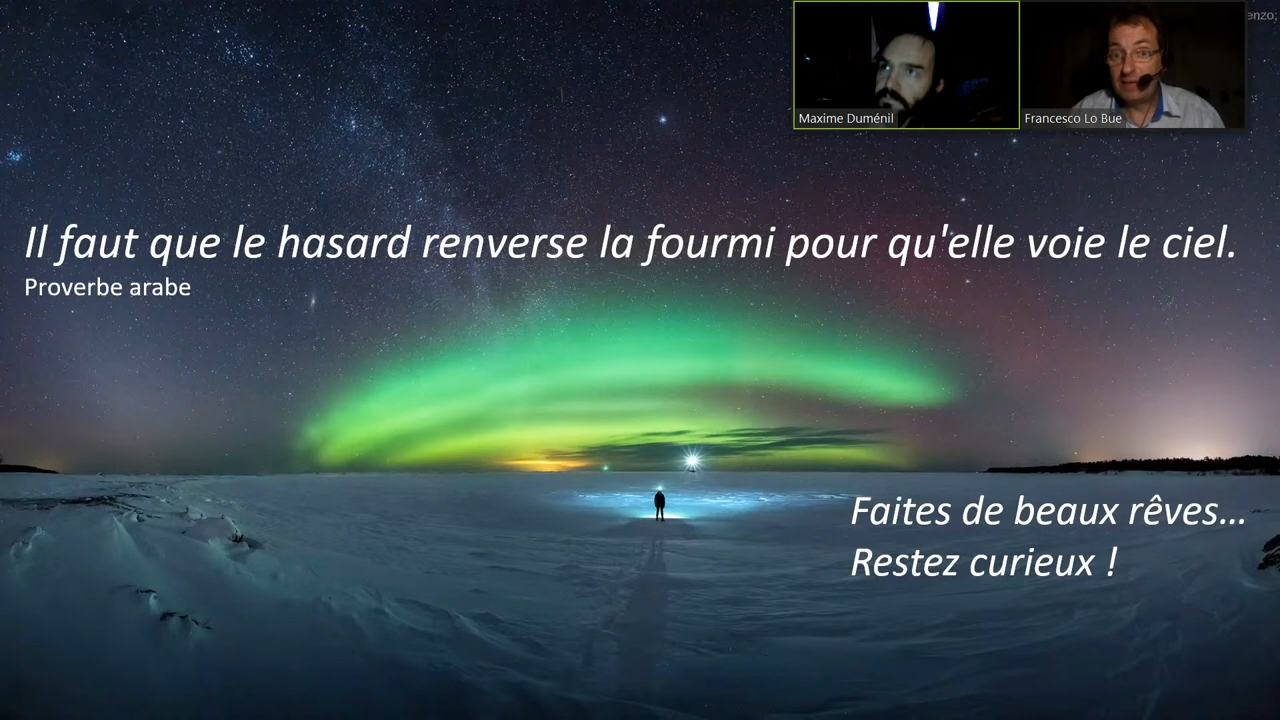 enzo
Maxime Duménil
Francesco Lo Bue
Il faut que le hasard renverse la fourmi pour qu'elle voie le ciel.
Proverbe arabe
Faites de beaux rêves...
Restez curieux !